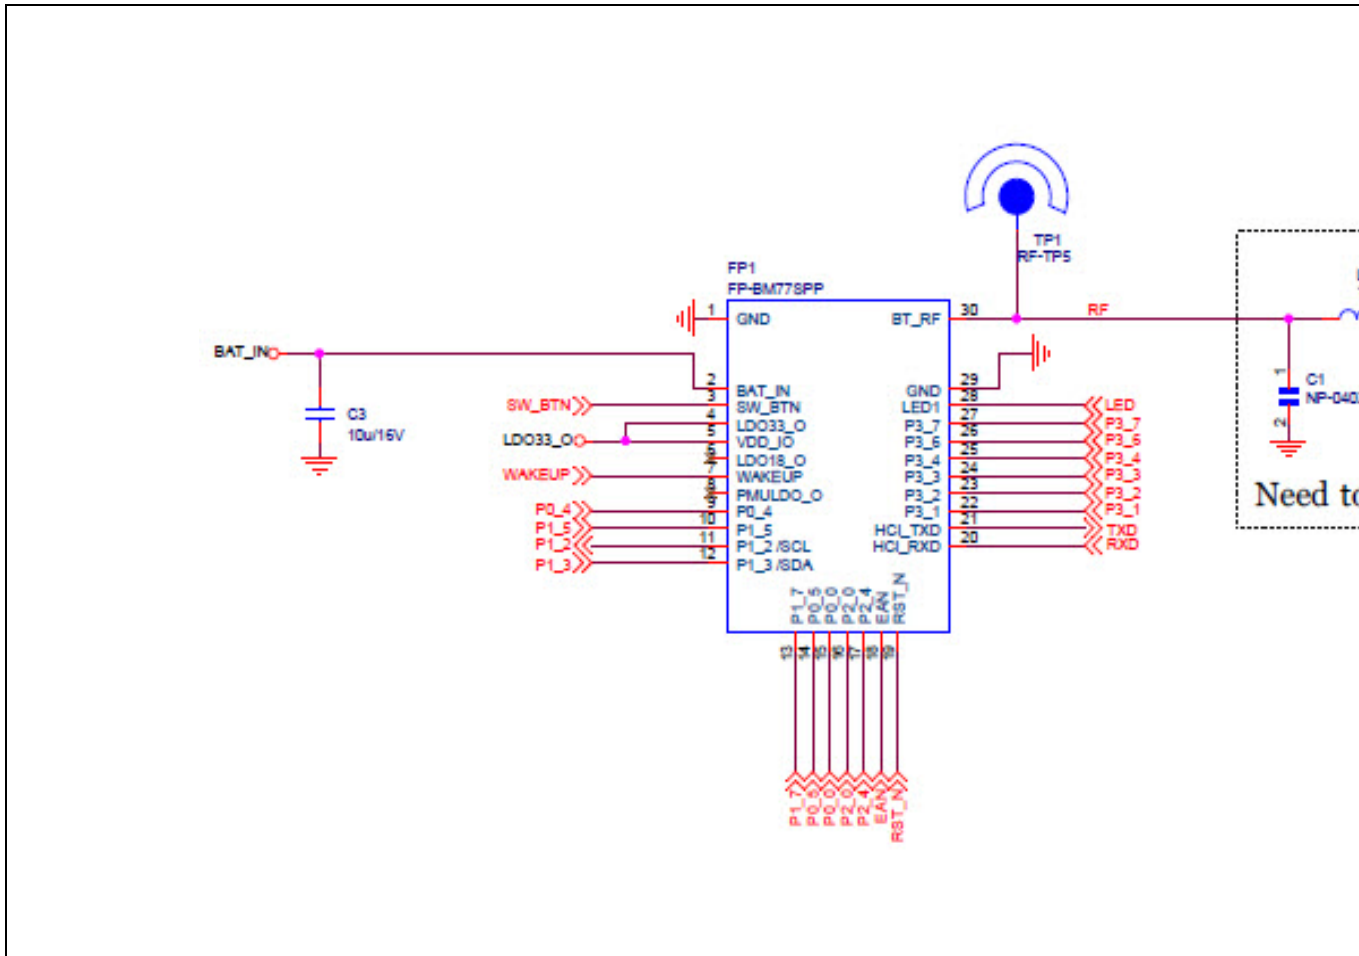 TP1
RF-TP5
FP1
FP-BM77SPP
1
GND
BT_RF
30
RF
BAT_IN
2
BAT_IN
GND
29
C1
1
2
SW_BTN
3
SW_BTN
LED1
28
LED
C3
10u/16V
4
LDO33_O
P3_7
27
P3_7
LDO33_O
5
VDD_IO
P3_6
26
P3_6
LDO18_O
P3_4
25
P3_4
WAKEUP
7
WAKEUP
P3_3
24
P3_3
PMULDO_O
P3_2
23
P3_2
P0_4
9
P0_4
P3_1
22
P3_1
P1_5
10
P1_5
HCI_TXD
21
TXD
P1_2
11
P1_2/SCL
HCI_RXD
20
RXD
P1_3
12
P1_3/SDA
Need to
P1_7
P0_5
P0_0
P2_0
P2_4
EAN
RST_N
13
14
15
16
17
18
19
P1_7
P0_5
P0_0
P2_0
P2_4
EAN
RST_N